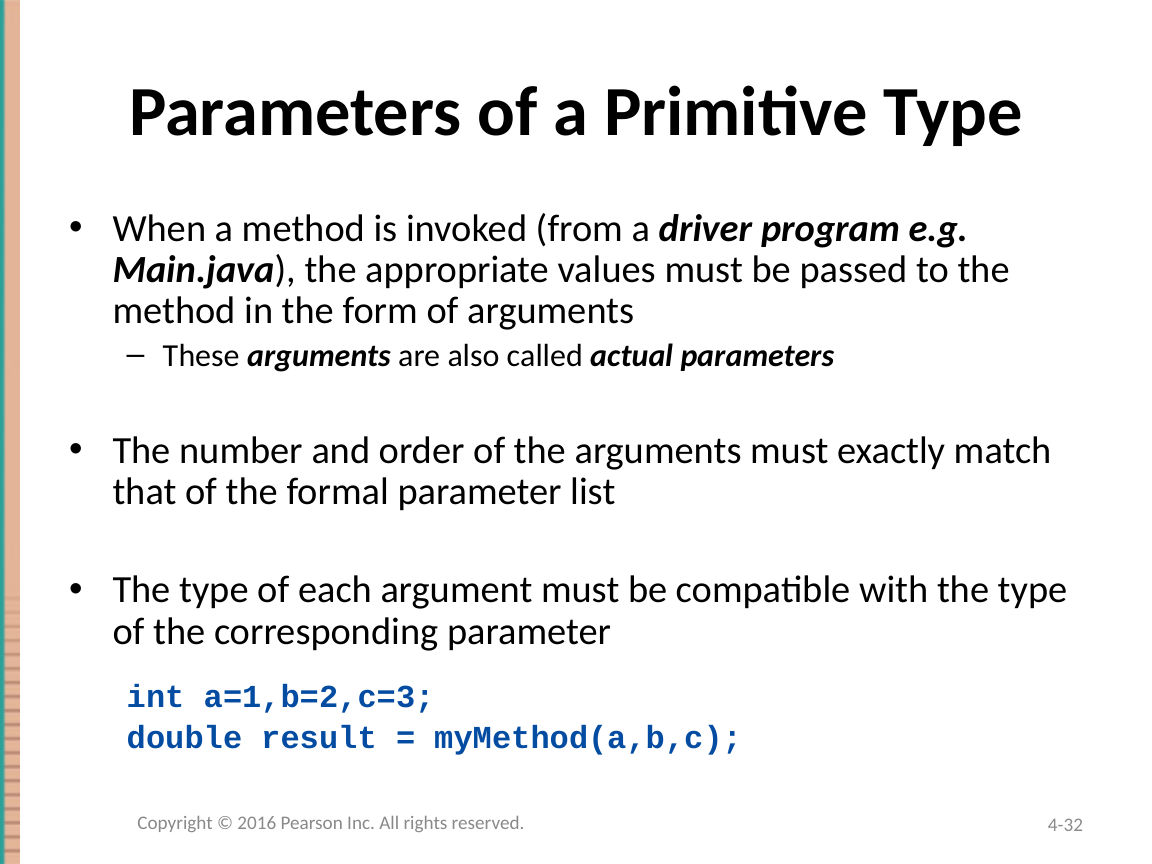 Parameters of a Primitive Type
• When a method is invoked (from a driver program e.g.
Main.java), the appropriate values must be passed to the
method in the form of arguments
– These arguments are also called actual parameters
• The number and order of the arguments must exactly match
that of the formal parameter list
• The type of each argument must be compatible with the type
of the corresponding parameter
int a=1,b=2,c=3;
double result = myMethod(a,b,c);
Copyright © 2016 Pearson Inc. All rights reserved.
4-32